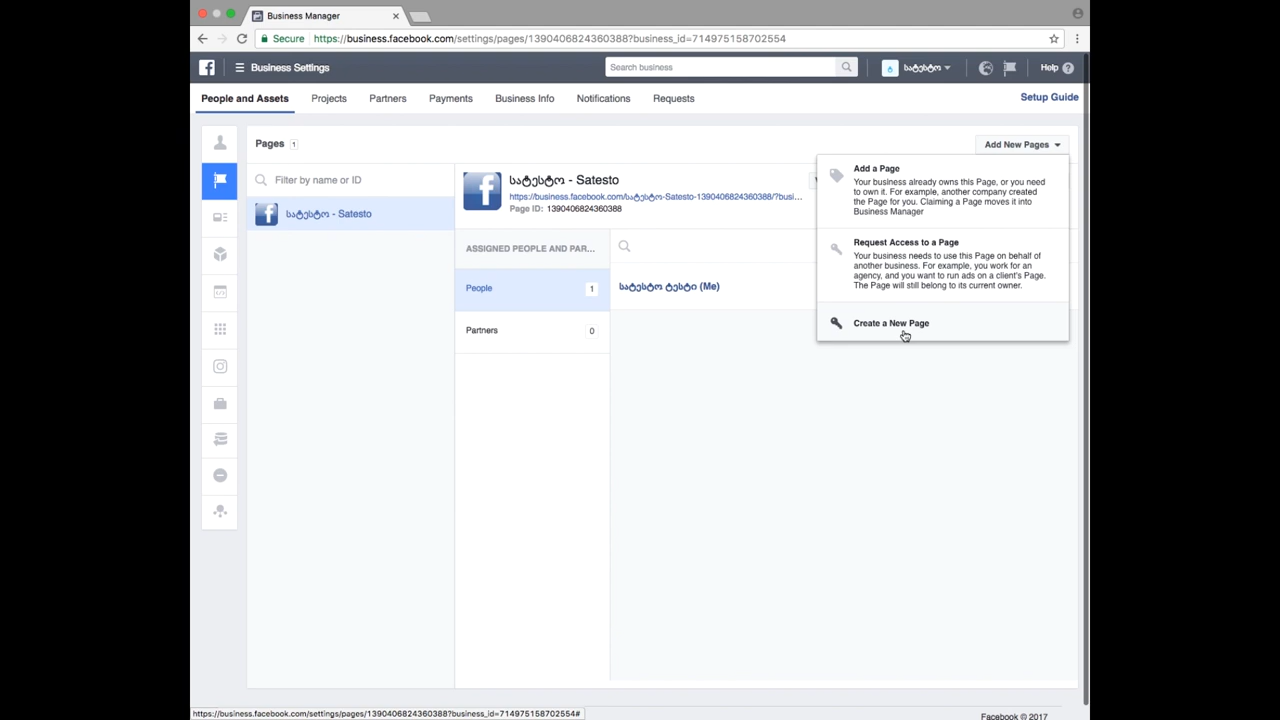 Business Manager
Secure https://business.facebook.com/settings/pages/1390406824360388?business_id=714975158702554
Business Settings
Search business
სატესტო
Help
People and Assets
Projects
Partners
Payments
Business Info
Notifications
Requests
Setup Guide
Pages 1
Add New Pages
Filter by name or ID
სატესტო - Satesto
სატესტო - Satesto
https://business.facebook.com/სატესტო-Satesto-1390406824360388/?busi...
Page ID: 1390406824360388
ASSIGNED PEOPLE AND PAR...
People 1
Partners 0
სატესტო ტესტი (Me)
Add a Page
Your business already owns this Page, or you need
to own it. For example, another company created
the Page for you. Claiming a Page moves it into
Business Manager
Request Access to a Page
Your business needs to use this Page on behalf of
another business. For example, you work for an
agency, and you want to run ads on a client's Page.
The Page will still belong to its current owner.
Create a New Page
https://business.facebook.com/settings/pages/1390406824360388?business_id=714975158702554#
Facebook © 2017